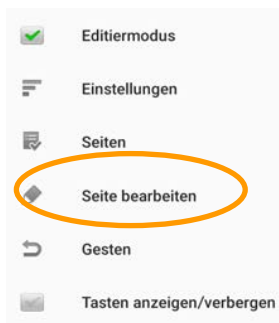 Editiermodus
Einstellungen
Seiten
Seite bearbeiten
Gesten
Tasten anzeigen/verbergen